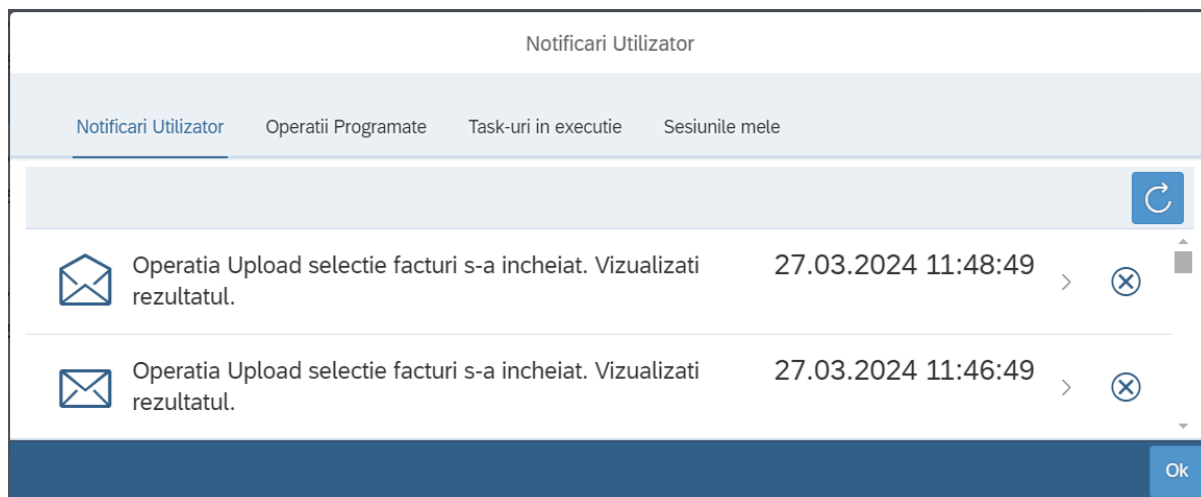 Notificari Utilizator
Notificari Utilizator Operatii Programate Task-uri in executie Sesiunile mele
Operatia Upload selectie facturi s-a incheiat. Vizualizati 27.03.2024 11:48:49
rezultatul.
Operatia Upload selectie facturi s-a incheiat. Vizualizati 27.03.2024 11:46:49
rezultatul.
Ok